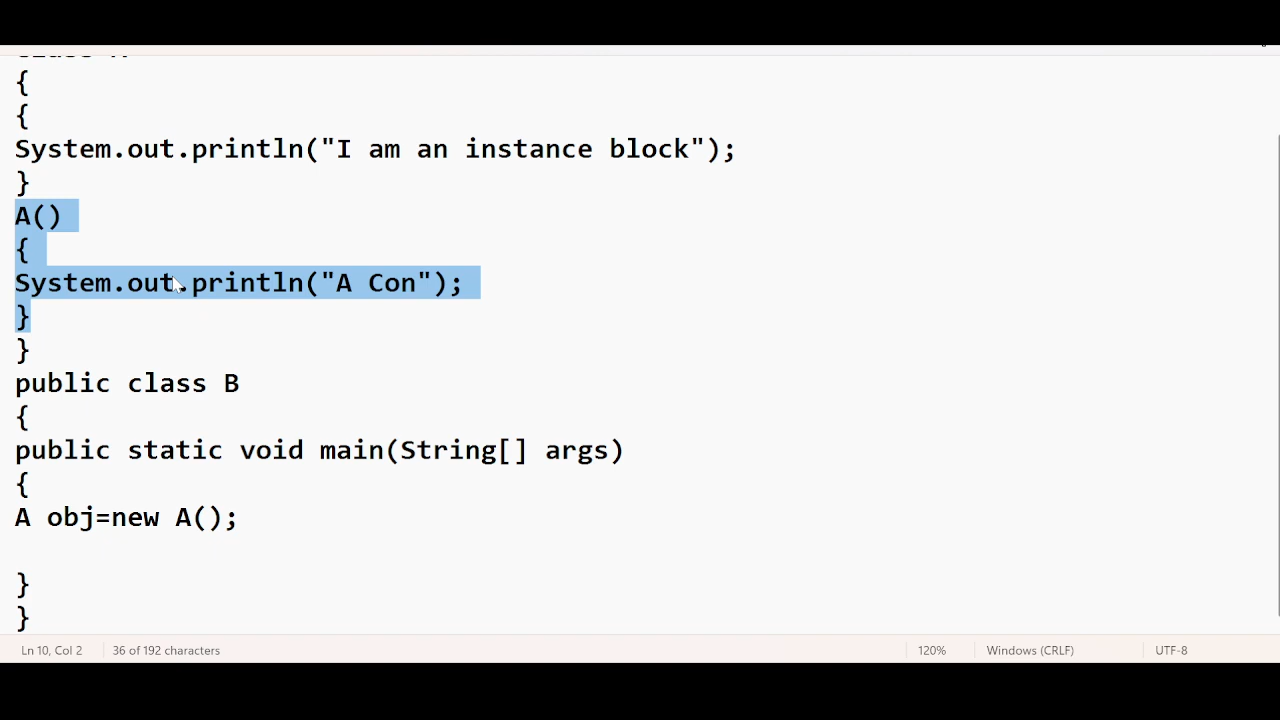 {
{
System.out.println("I am an instance block");
}
A()
{
System.out.println("A Con");
}
}
public class B
{
public static void main(String[] args)
{
A obj=new A();
}
}
Ln 10, Col 2 36 of 192 characters 120% Windows (CRLF) UTF-8